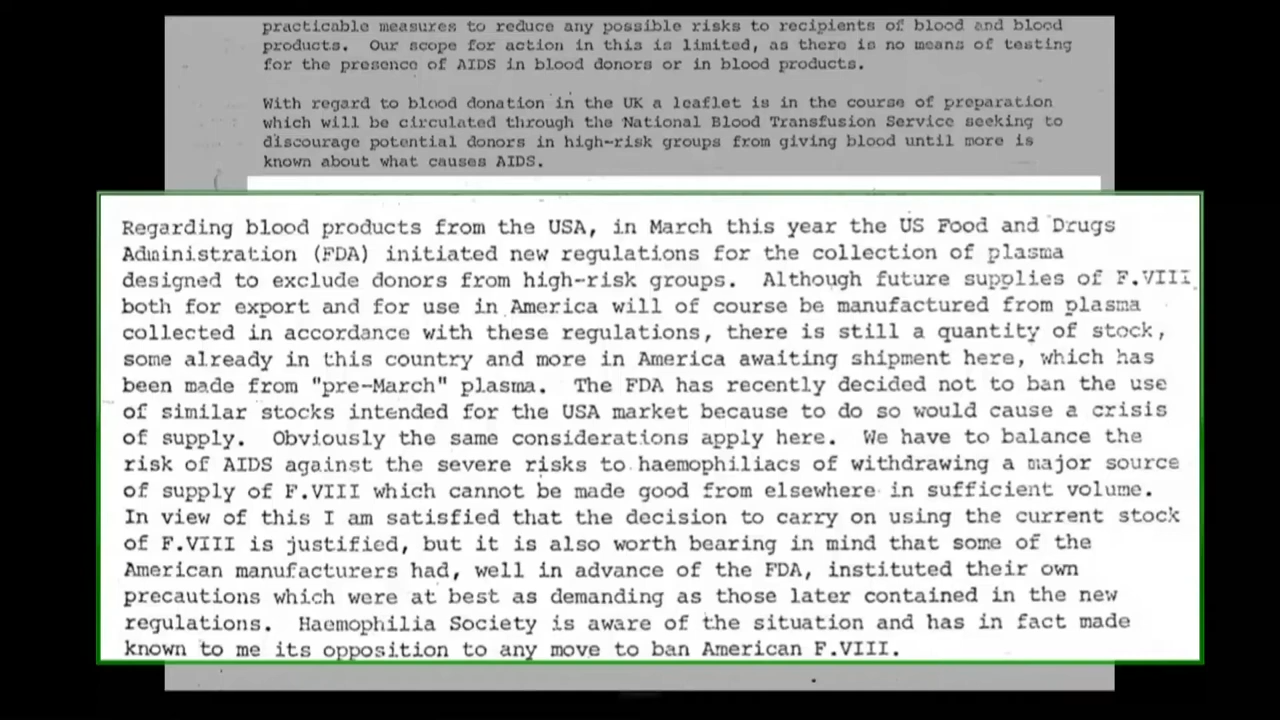 practicable measures to reduce any possible risks to recipients of blood and blood
products.  Our scope for action in this is limited, as there is no means of testing
for the presence of AIDS in blood donors or in blood products.
With regard to blood donation in the UK a leaflet is in the course of preparation
which will be circulated through the National Blood Transfusion Service seeking to
discourage potential donors in high-risk groups from giving blood until more is
known about what causes AIDS.
Regarding blood products from the USA, in March this year the US Food and Drugs
Administration (FDA) initiated new regulations for the collection of plasma
designed to exclude donors from high-risk groups.  Although future supplies of F.VIII
both for export and for use in America will of course be manufactured from plasma
collected in accordance with these regulations, there is still a quantity of stock,
some already in this country and more in America awaiting shipment here, which has
been made from "pre-March" plasma.  The FDA has recently decided not to ban the use
of similar stocks intended for the USA market because to do so would cause a crisis
of supply.  Obviously the same considerations apply here.  We have to balance the
risk of AIDS against the severe risks to haemophiliacs of withdrawing a major source
of supply of F.VIII which cannot be made good from elsewhere in sufficient volume.
In view of this I am satisfied that the decision to carry on using the current stock
of F.VIII is justified, but it is also worth bearing in mind that some of the
American manufacturers had, well in advance of the FDA, instituted their own
precautions which were at best as demanding as those later contained in the new
regulations.  Haemophilia Society is aware of the situation and has in fact made
known to me its opposition to any move to ban American F.VIII.